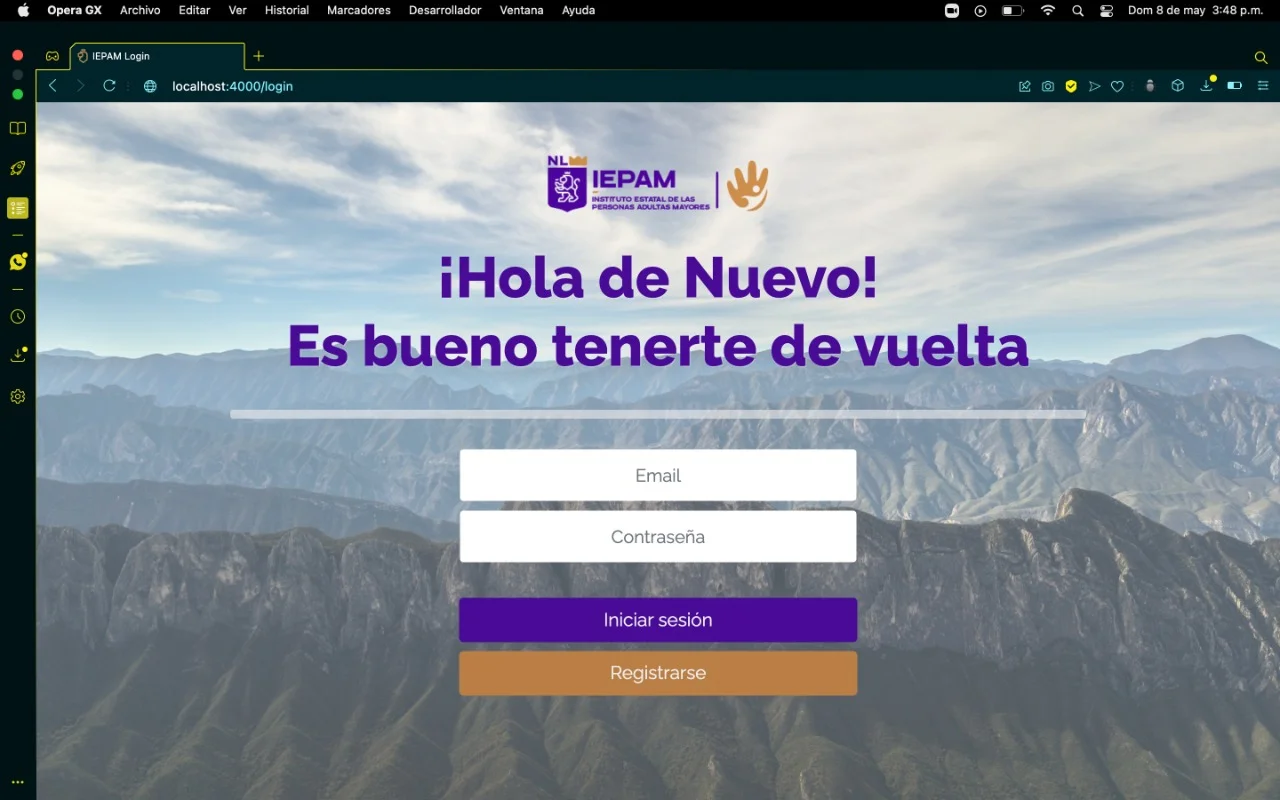 Opera GX Archivo Editar Ver Historial Marcadores Desarrollador Ventana Ayuda Dom 8 de may 3:48 p.m.
IEPAM Login
localhost:4000/login
NL
IEPAM
INSTITUTO ESTATAL DE LAS
PERSONAS ADULTAS MAYORES
¡Hola de Nuevo!
Es bueno tenerte de vuelta
Email
Contraseña
Iniciar sesión
Registrarse